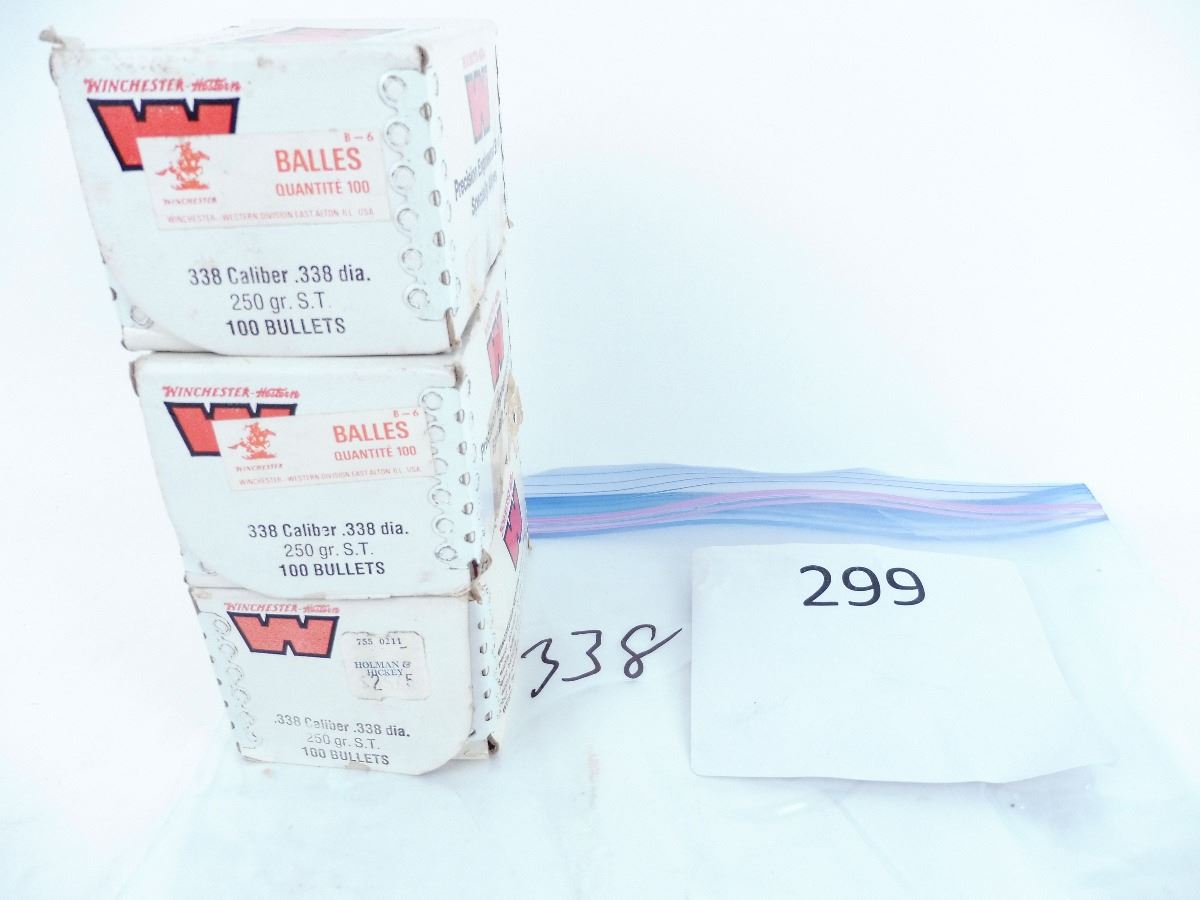 WINCHESTER-Western
W
B-6
BALLES
QUANTITÉ 100
WINCHESTER
WINCHESTER-WESTERN DIVISION EAST ALTON, ILL. USA
338 Caliber .338 dia.
250 gr. S.T.
100 BULLETS
Precision
WINCHESTER-Western
W
B-6
BALLES
QUANTITÉ 100
WINCHESTER
WINCHESTER-WESTERN DIVISION EAST ALTON, ILL. USA
338 Caliber .338 dia.
250 gr. S.T.
100 BULLETS
WINCHESTER-Western
W
755 0211
HOLMAN &
HICKEY
.338 Caliber .338 dia.
250 gr. S.T.
100 BULLETS
338
299